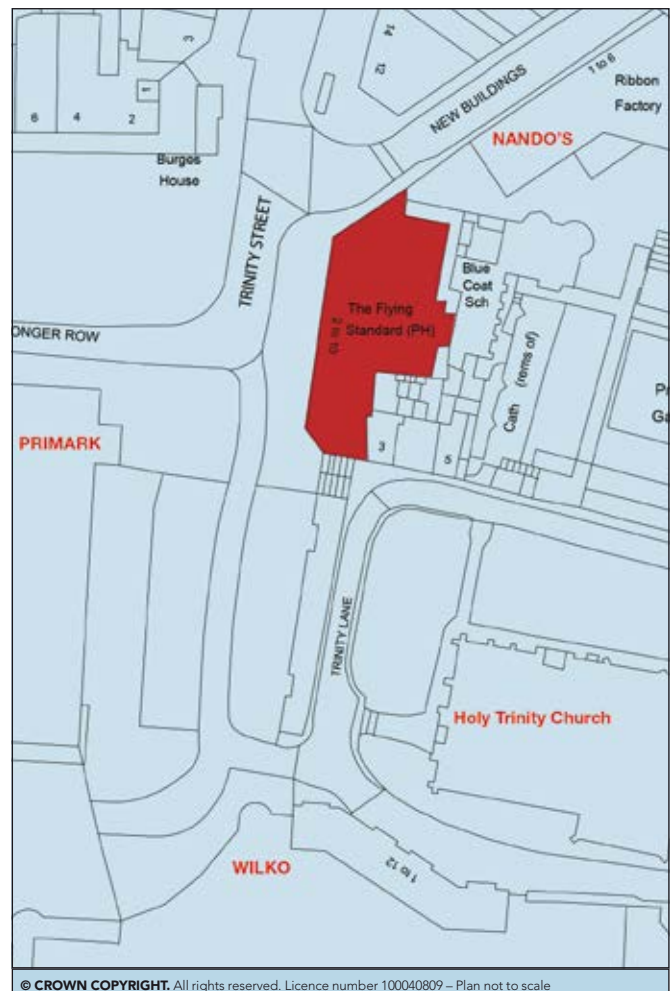 3
14
12
1
6
4
2
NEW BUILDINGS
1 to 6
Ribbon
Factory
NANDO'S
Burges
House
TRINITY STREET
Blue
Coat
Sch
The Flying
Standard (PH)
2 to 10
ONGER ROW
Cath (rems of)
P
Ga
PRIMARK
3
5
TRINITY LANE
Holy Trinity Church
WILKO
1 to 12
© CROWN COPYRIGHT. All rights reserved. Licence number 100040809 – Plan not to scale